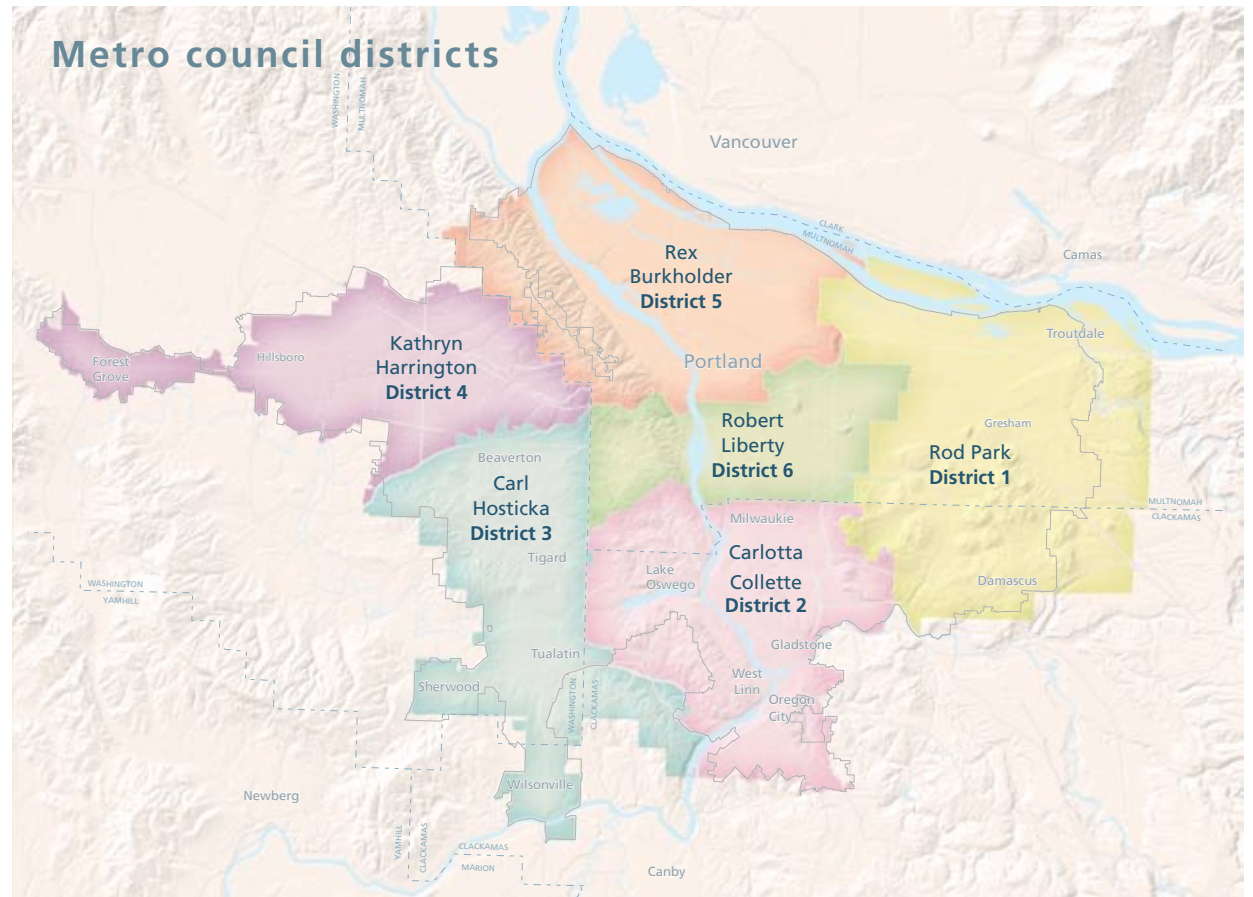 Metro council districts
WASHINGTON
MULTNOMAH
Vancouver
CLARK
MULTNOMAH
Camas
Rex
Burkholder
District 5
Troutdale
Kathryn
Harrington
District 4
Hillsboro
Forest
Grove
Portland
Robert
Liberty
District 6
Gresham
Rod Park
District 1
Beaverton
Carl
Hosticka
District 3
MULTNOMAH
CLACKAMAS
Milwaukie
Carlotta
Collette
District 2
Tigard
Lake
Oswego
Damascus
WASHINGTON
YAMHILL
Gladstone
Tualatin
West
Linn
Sherwood
WASHINGTON
CLACKAMAS
Oregon
City
Wilsonville
Newberg
YAMHILL
CLACKAMAS
CLACKAMAS
MARION
Canby